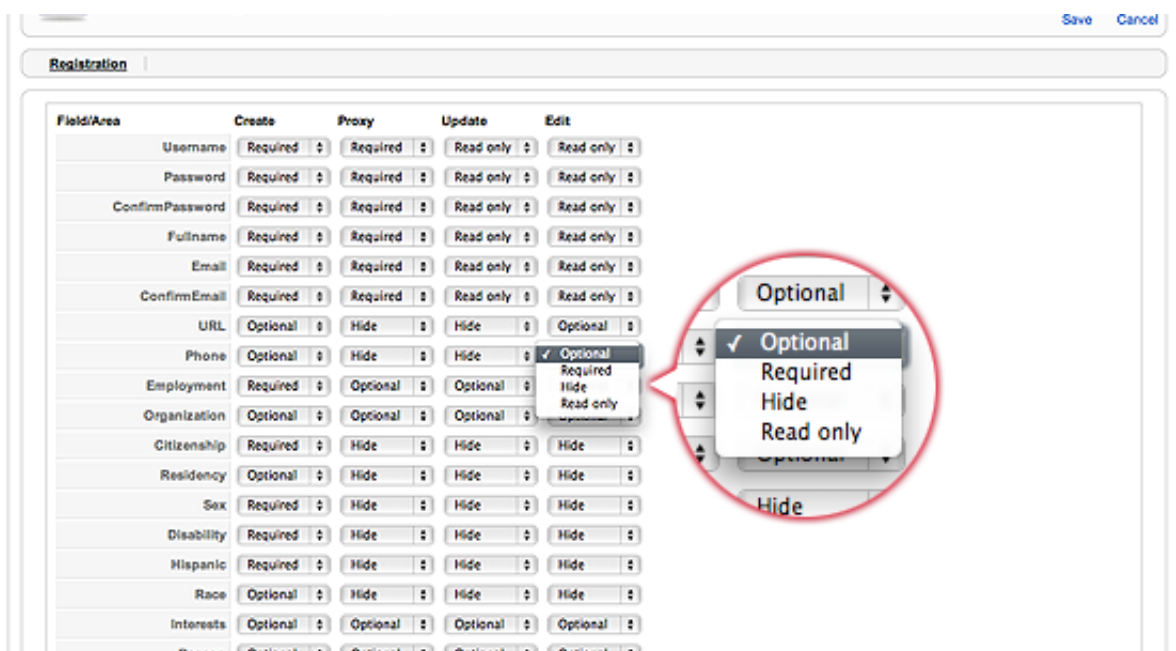 Save Cancel
Registration
Field/Area Create Proxy Update Edit
Username Required Required Read only Read only
Password Required Required Read only Read only
ConfirmPassword Required Required Read only Read only
Fullname Required Required Read only Read only
Email Required Required Read only Read only
ConfirmEmail Required Required Read only Read only
URL Optional Hide Hide Optional
Phone Optional Hide Hide ✓ Optional
Required
Hide
Read only
Employment Required Optional Optional
Organization Optional Optional Optional Optional
Citizenship Required Hide Hide Hide
Residency Optional Hide Hide Hide
Sex Required Hide Hide Hide
Disability Required Hide Hide Hide
Hispanic Required Hide Hide Hide
Race Optional Hide Hide Hide
Interests Optional Optional Optional Optional
Optional Optional Optional Optional
Optional
✓ Optional
Required
Hide
Read only
Optional
Hide